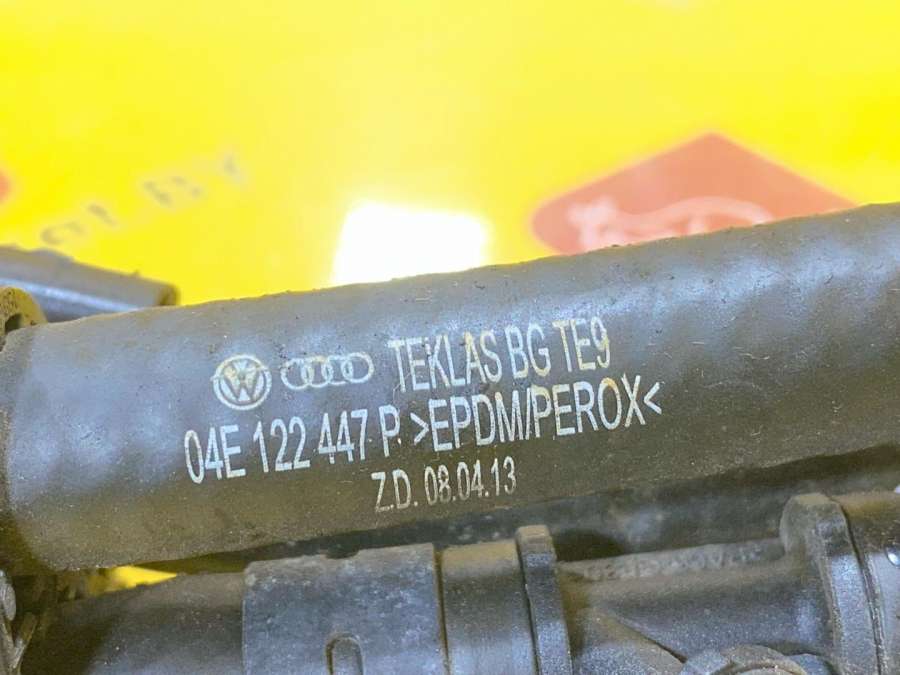 TEKLAS BG TE9
04E 122 447 P >EPDM/PEROX<
Z.D. 08.04.13